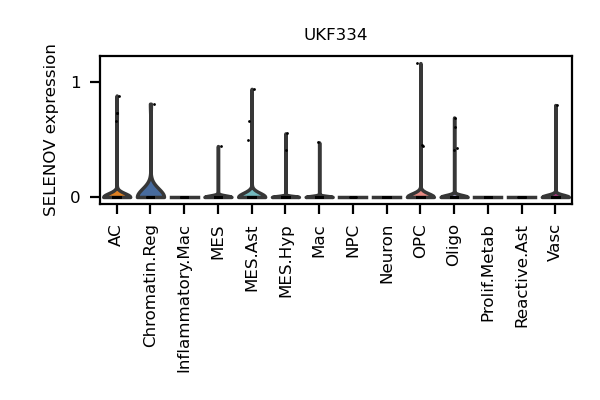 UKF334
SELENOV expression
1
0
AC
Chromatin.Reg
Inflammatory.Mac
MES
MES.Ast
MES.Hyp
Mac
NPC
Neuron
OPC
Oligo
Prolif.Metab
Reactive.Ast
Vasc